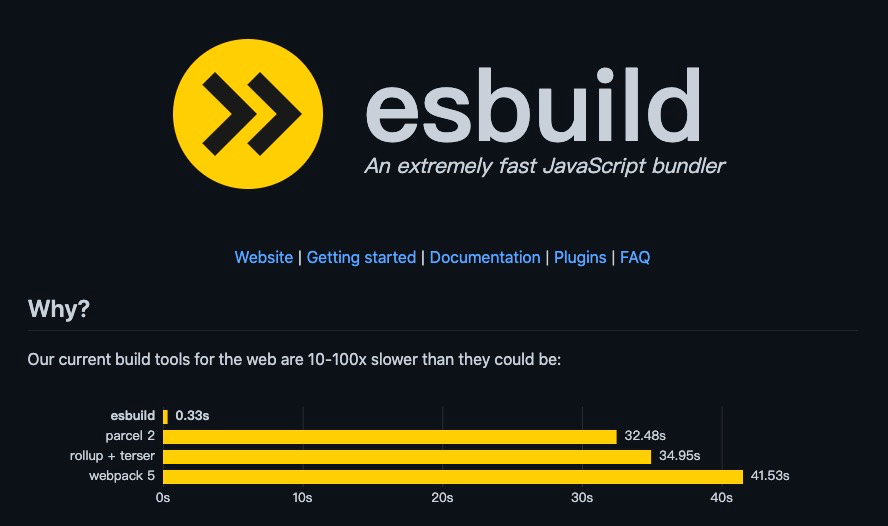 esbuild
An extremely fast JavaScript bundler
Website | Getting started | Documentation | Plugins | FAQ
Why?
Our current build tools for the web are 10-100x slower than they could be:
esbuild 0.33s
parcel 2 32.48s
rollup + terser 34.95s
webpack 5 41.53s
0s 10s 20s 30s 40s